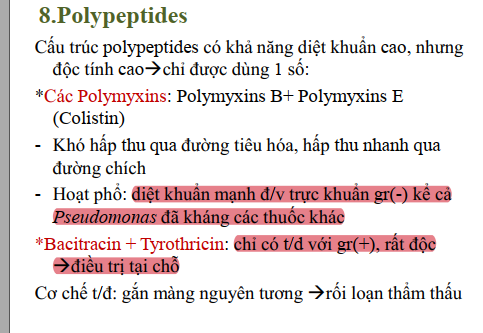 8.Polypeptides
Cấu trúc polypeptides có khả năng diệt khuẩn cao, nhưng
độc tính cao→chỉ được dùng 1 số:
*Các Polymyxins: Polymyxins B+ Polymyxins E
(Colistin)
- Khó hấp thu qua đường tiêu hóa, hấp thu nhanh qua
đường chích
- Hoạt phổ: diệt khuẩn mạnh đ/v trực khuẩn gr(-) kể cả
Pseudomonas đã kháng các thuốc khác
*Bacitracin + Tyrothricin: chỉ có t/d với gr(+), rất độc
→điều trị tại chỗ
Cơ chế t/đ: gắn màng nguyên tương →rối loạn thẩm thấu